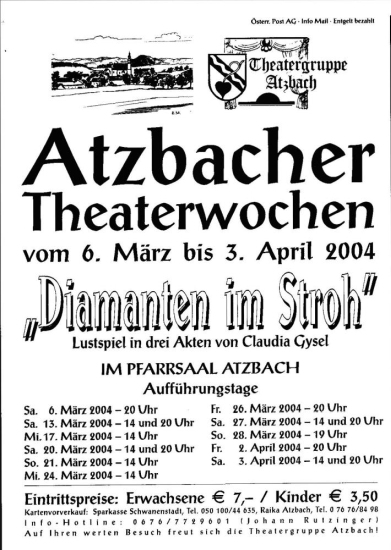 Österr. Post AG · Info Mail · Entgelt bezahlt
Theatergruppe
Atzbach
Atzbacher
Theaterwochen
vom 6. März bis 3. April 2004
„Diamanten im Stroh"
Lustspiel in drei Akten von Claudia Gysel
IM PFARRSAAL ATZBACH
Aufführungstage
Sa. 6. März 2004 – 20 Uhr
Sa. 13. März 2004 – 14 und 20 Uhr
Mi. 17. März 2004 – 14 Uhr
Sa. 20. März 2004 – 14 und 20 Uhr
So. 21. März 2004 – 14 Uhr
Mi. 24. März 2004 – 14 Uhr
Fr. 26. März 2004 – 20 Uhr
Sa. 27. März 2004 – 14 und 20 Uhr
So. 28. März 2004 – 19 Uhr
Fr. 2. April 2004 – 20 Uhr
Sa. 3. April 2004 – 14 und 20 Uhr
Eintrittspreise: Erwachsene € 7,– / Kinder € 3,50
Kartenvorverkauf: Sparkasse Schwanenstadt, Tel. 050 100/44 635, Raika Atzbach, Tel. 0 76 76/84 98
Info-Hotline: 0676/7729601 (Johann Rutzinger)
Auf Ihren werten Besuch freut sich die Theatergruppe Atzbach!